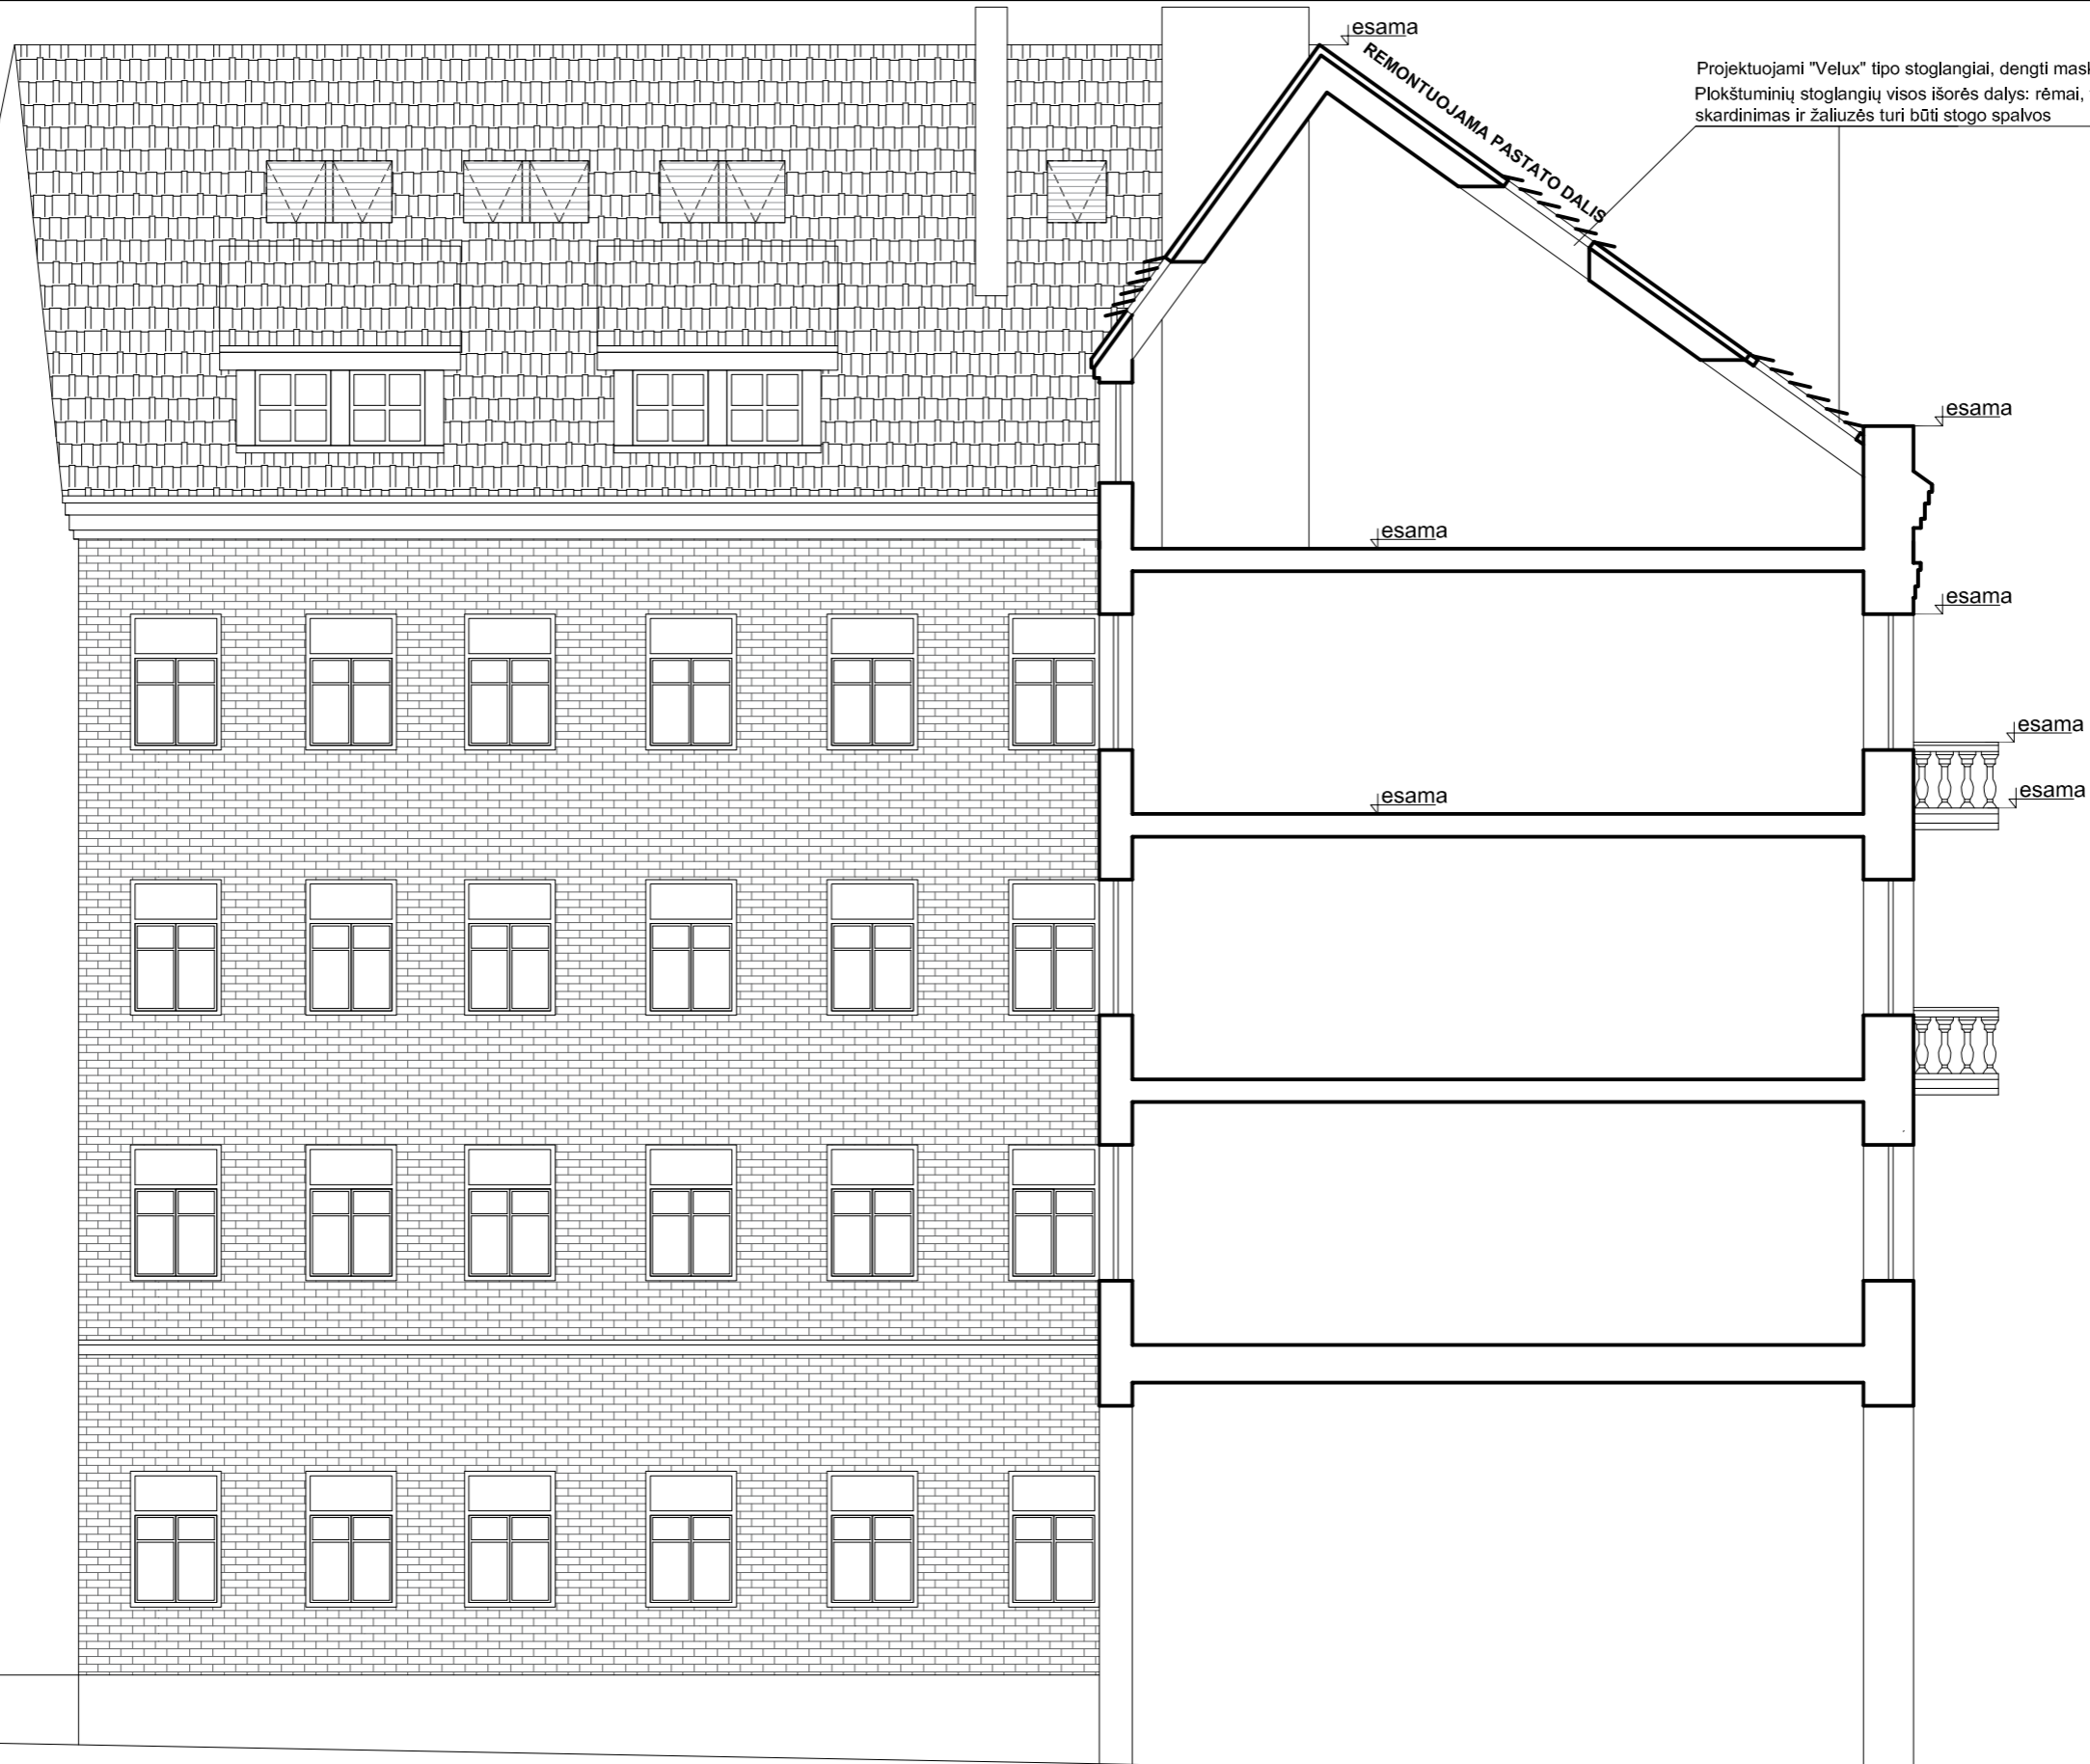 esama
REMONTUOJAMA PASTATO DALIS
Projektuojami "Velux" tipo stoglangiai, dengti
Plokštuminių stoglangių visos išorės dalys: rėmai,
skardinimas ir žaliuzės turi būti stogo spalvos
esama
esama
esama
esama
esama
esama